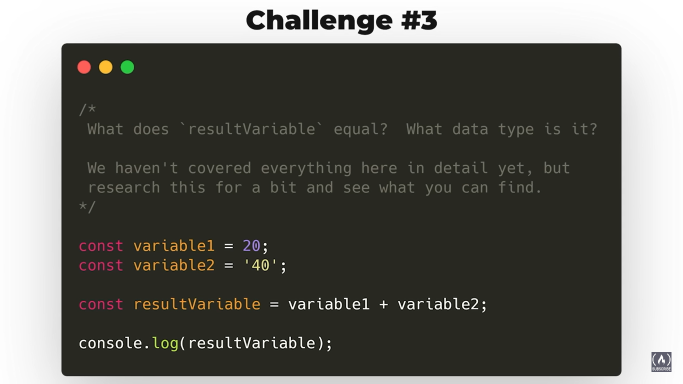 Challenge #3
/*
What does `resultVariable` equal?  What data type is it?
We haven't covered everything here in detail yet, but
research this for a bit and see what you can find.
*/
const variable1 = 20;
const variable2 = '40';
const resultVariable = variable1 + variable2;
console.log(resultVariable);
SUBSCRIBE